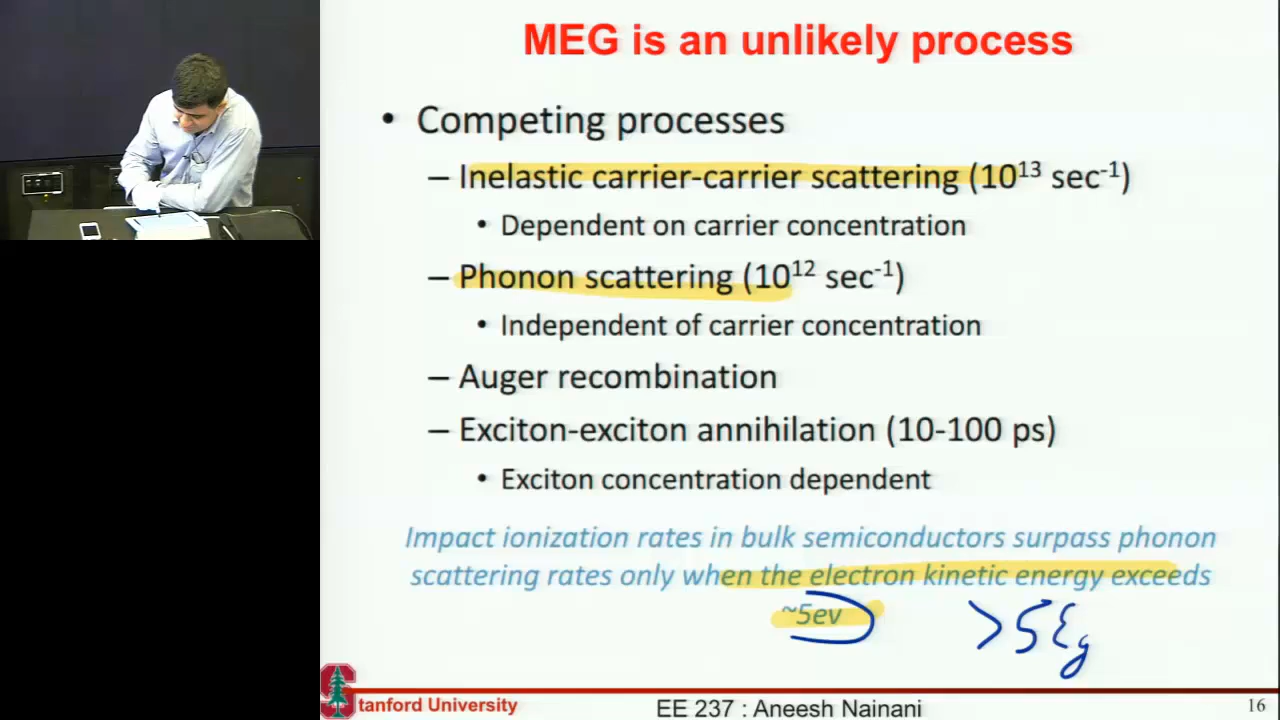 MEG is an unlikely process
• Competing processes
– Inelastic carrier-carrier scattering (10¹³ sec⁻¹)
• Dependent on carrier concentration
– Phonon scattering (10¹² sec⁻¹)
• Independent of carrier concentration
– Auger recombination
– Exciton-exciton annihilation (10-100 ps)
• Exciton concentration dependent
Impact ionization rates in bulk semiconductors surpass phonon
scattering rates only when the electron kinetic energy exceeds
~5ev
>5Eg
Stanford University
EE 237 : Aneesh Nainani
16